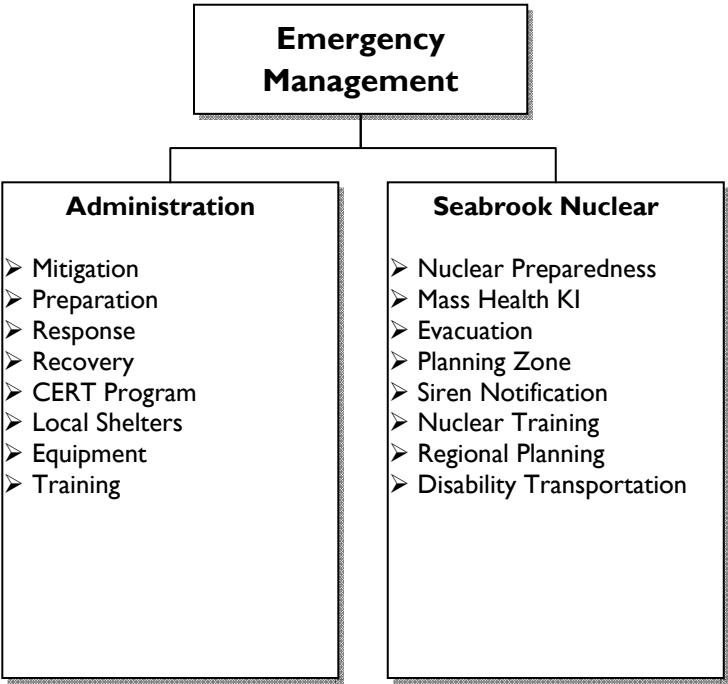 Emergency
Management
Administration
➢ Mitigation
➢ Preparation
➢ Response
➢ Recovery
➢ CERT Program
➢ Local Shelters
➢ Equipment
➢ Training
Seabrook Nuclear
➢ Nuclear Preparedness
➢ Mass Health KI
➢ Evacuation
➢ Planning Zone
➢ Siren Notification
➢ Nuclear Training
➢ Regional Planning
➢ Disability Transportation